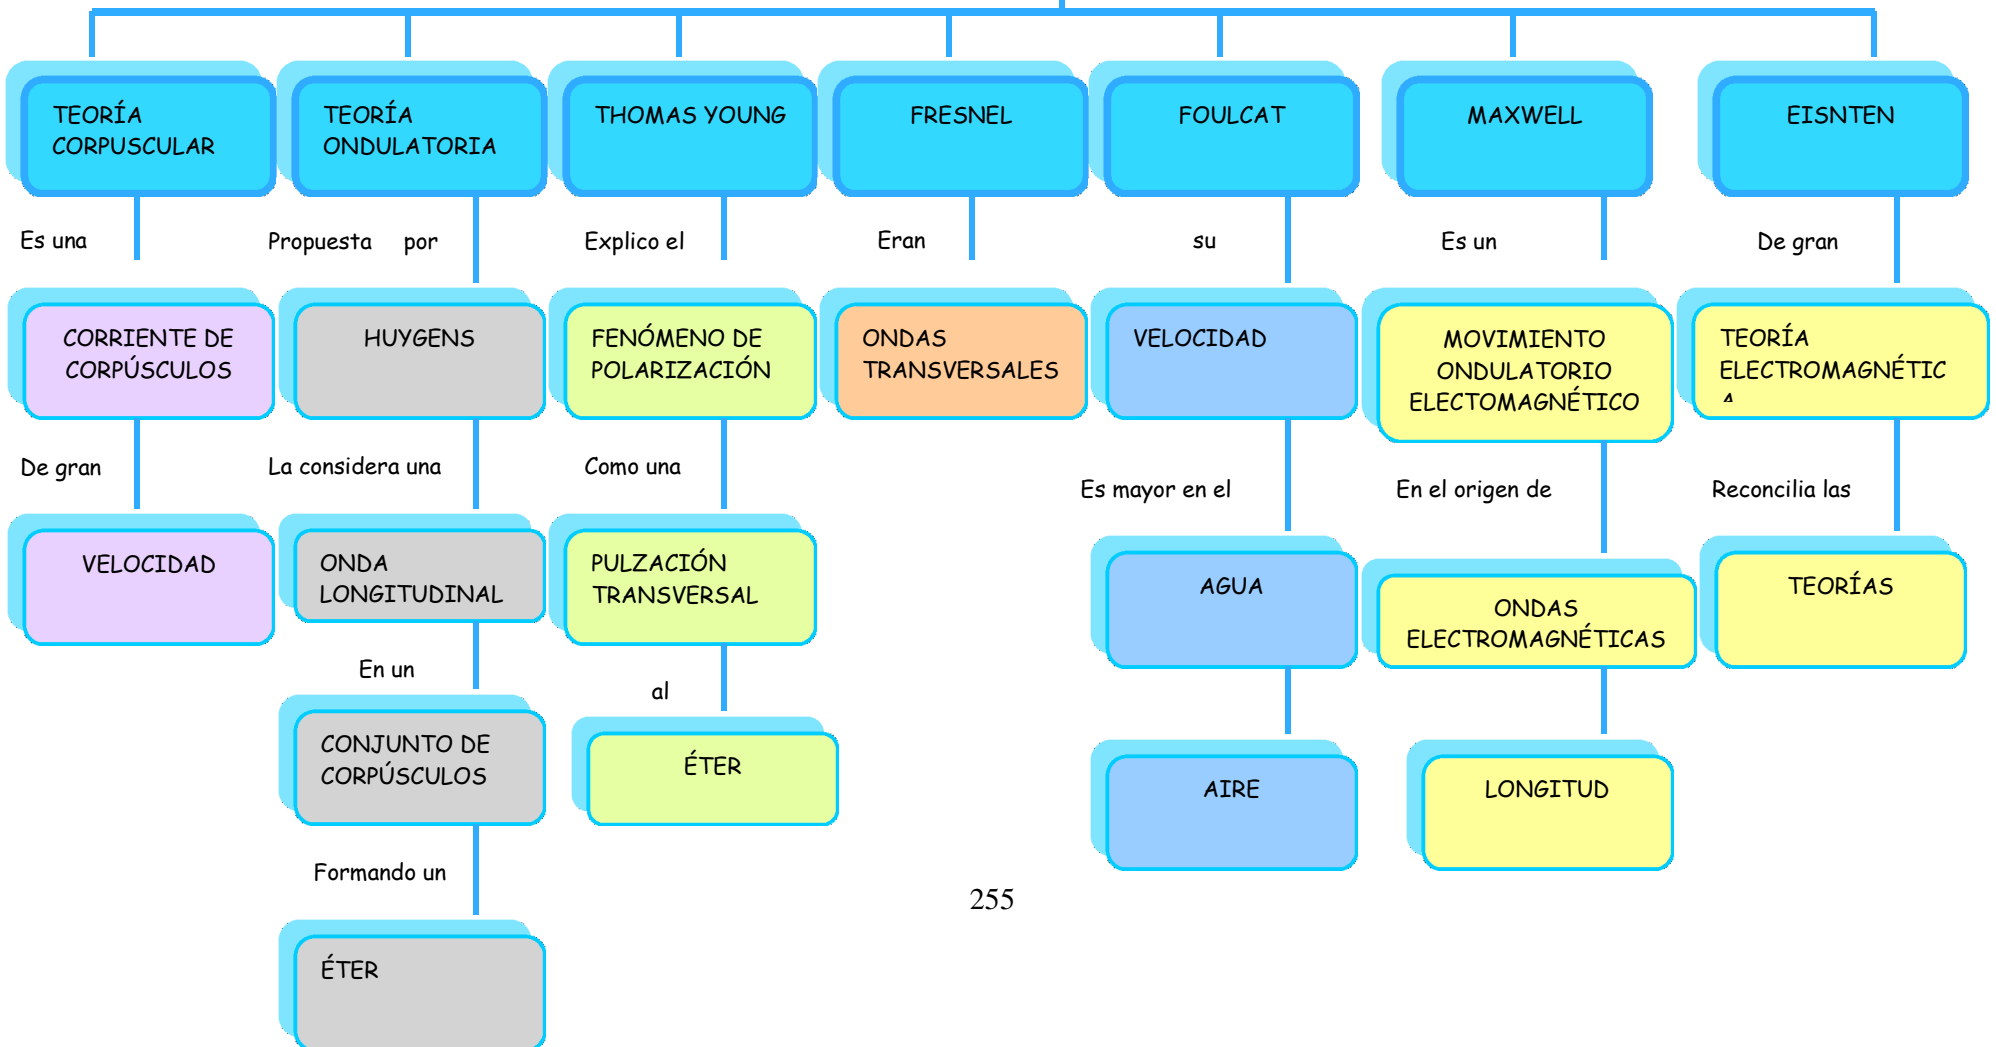 TEORÍA
CORPUSCULAR
TEORÍA
ONDULATORIA
THOMAS YOUNG
FRESNEL
FOULCAT
MAXWELL
EISNTEN
Es una
Propuesta por
Explico el
Eran
su
Es un
De gran
CORRIENTE DE
CORPÚSCULOS
HUYGENS
FENÓMENO DE
POLARIZACIÓN
ONDAS
TRANSVERSALES
VELOCIDAD
MOVIMIENTO
ONDULATORIO
ELECTOMAGNÉTICO
TEORÍA
ELECTROMAGNÉTIC
A
De gran
La considera una
Como una
Es mayor en el
En el origen de
Reconcilia las
VELOCIDAD
ONDA
LONGITUDINAL
PULZACIÓN
TRANSVERSAL
AGUA
ONDAS
ELECTROMAGNÉTICAS
TEORÍAS
En un
al
CONJUNTO DE
CORPÚSCULOS
ÉTER
AIRE
LONGITUD
Formando un
255
ÉTER